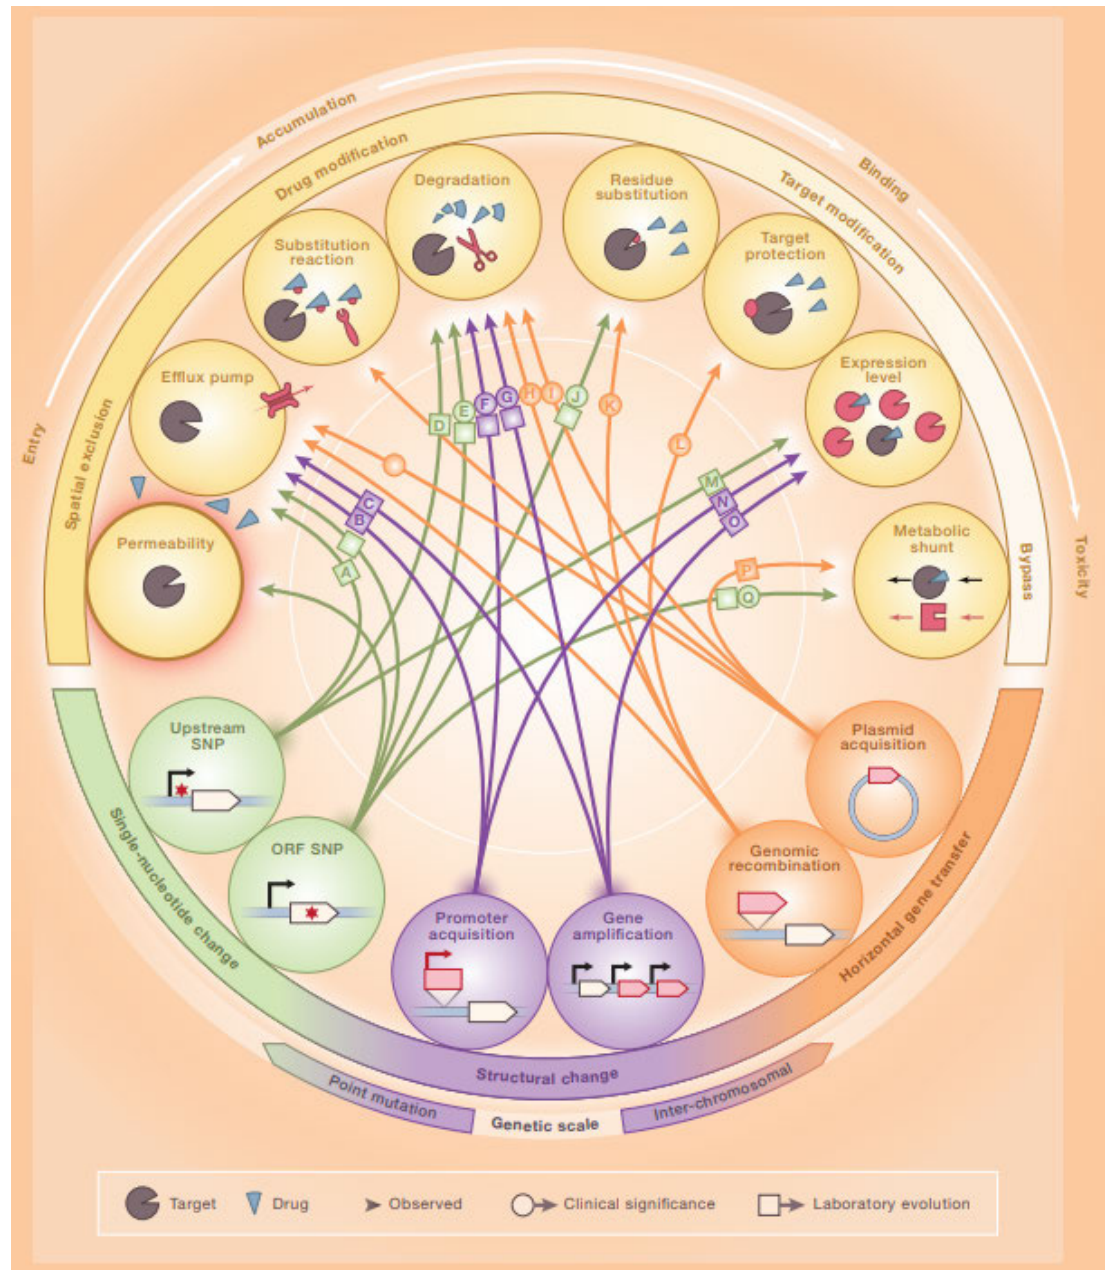 Accumulation
Drug modification
Binding
Target modification
Degradation
Residue
substitution
Substitution
reaction
Target
protection
Efflux pump
Expression
level
Entry
Spatial exclusion
Permeability
Metabolic
shunt
Bypass
Toxicity
D
E
F
G
H
I
J
K
L
C
B
A
M
N
O
P
Q
Upstream
SNP
ORF SNP
Promoter
acquisition
Gene
amplification
Genomic
recombination
Plasmid
acquisition
Single-nucleotide change
Structural change
Horizontal gene transfer
Point mutation
Genetic scale
Inter-chromosomal
Target
Drug
Observed
Clinical significance
Laboratory evolution